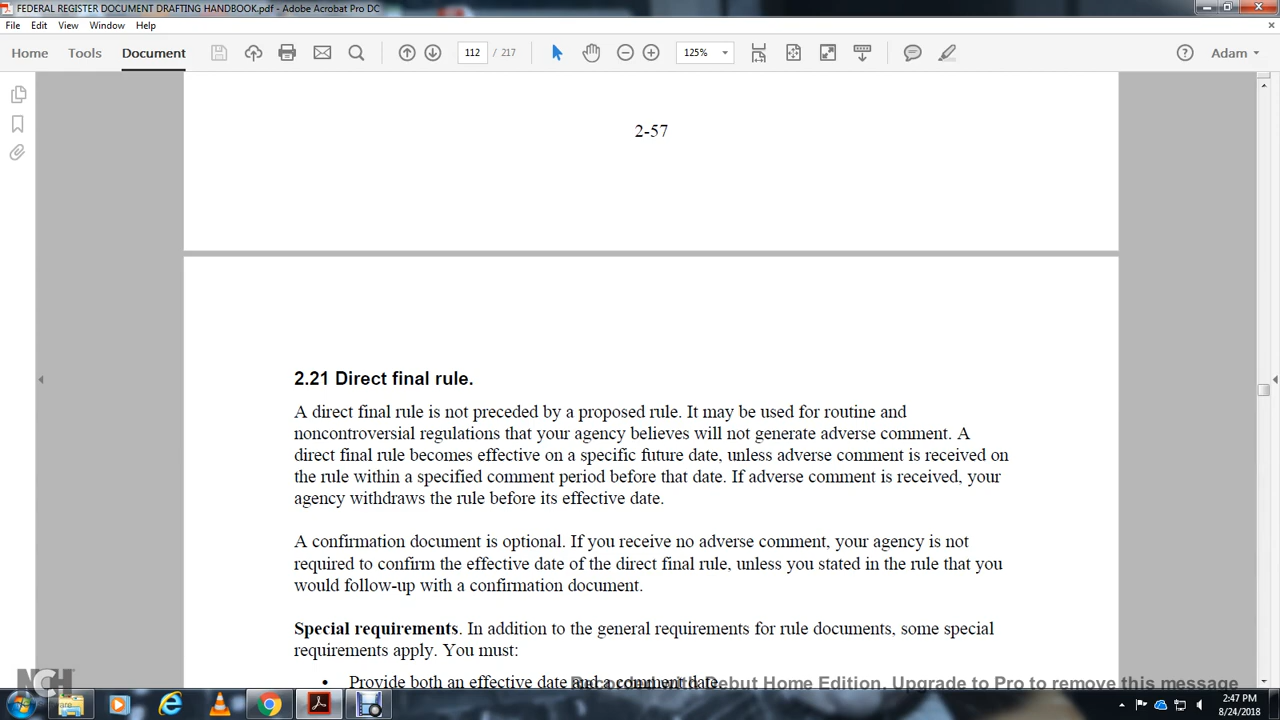 FEDERAL REGISTER DOCUMENT DRAFTING HANDBOOK.pdf - Adobe Acrobat Pro DC
File Edit View Window Help
Home Tools Document 112 / 217 125% Adam
2-57
2.21 Direct final rule.
A direct final rule is not preceded by a proposed rule. It may be used for routine and
noncontroversial regulations that your agency believes will not generate adverse comment. A
direct final rule becomes effective on a specific future date, unless adverse comment is received on
the rule within a specified comment period before that date. If adverse comment is received, your
agency withdraws the rule before its effective date.
A confirmation document is optional. If you receive no adverse comment, your agency is not
required to confirm the effective date of the direct final rule, unless you stated in the rule that you
would follow-up with a confirmation document.
Special requirements. In addition to the general requirements for rule documents, some special
requirements apply. You must:
• Provide both an effective date and a comment date.
NCH
Debut Home Edition. Upgrade to Pro to remove this message
2:47 PM
8/24/2018